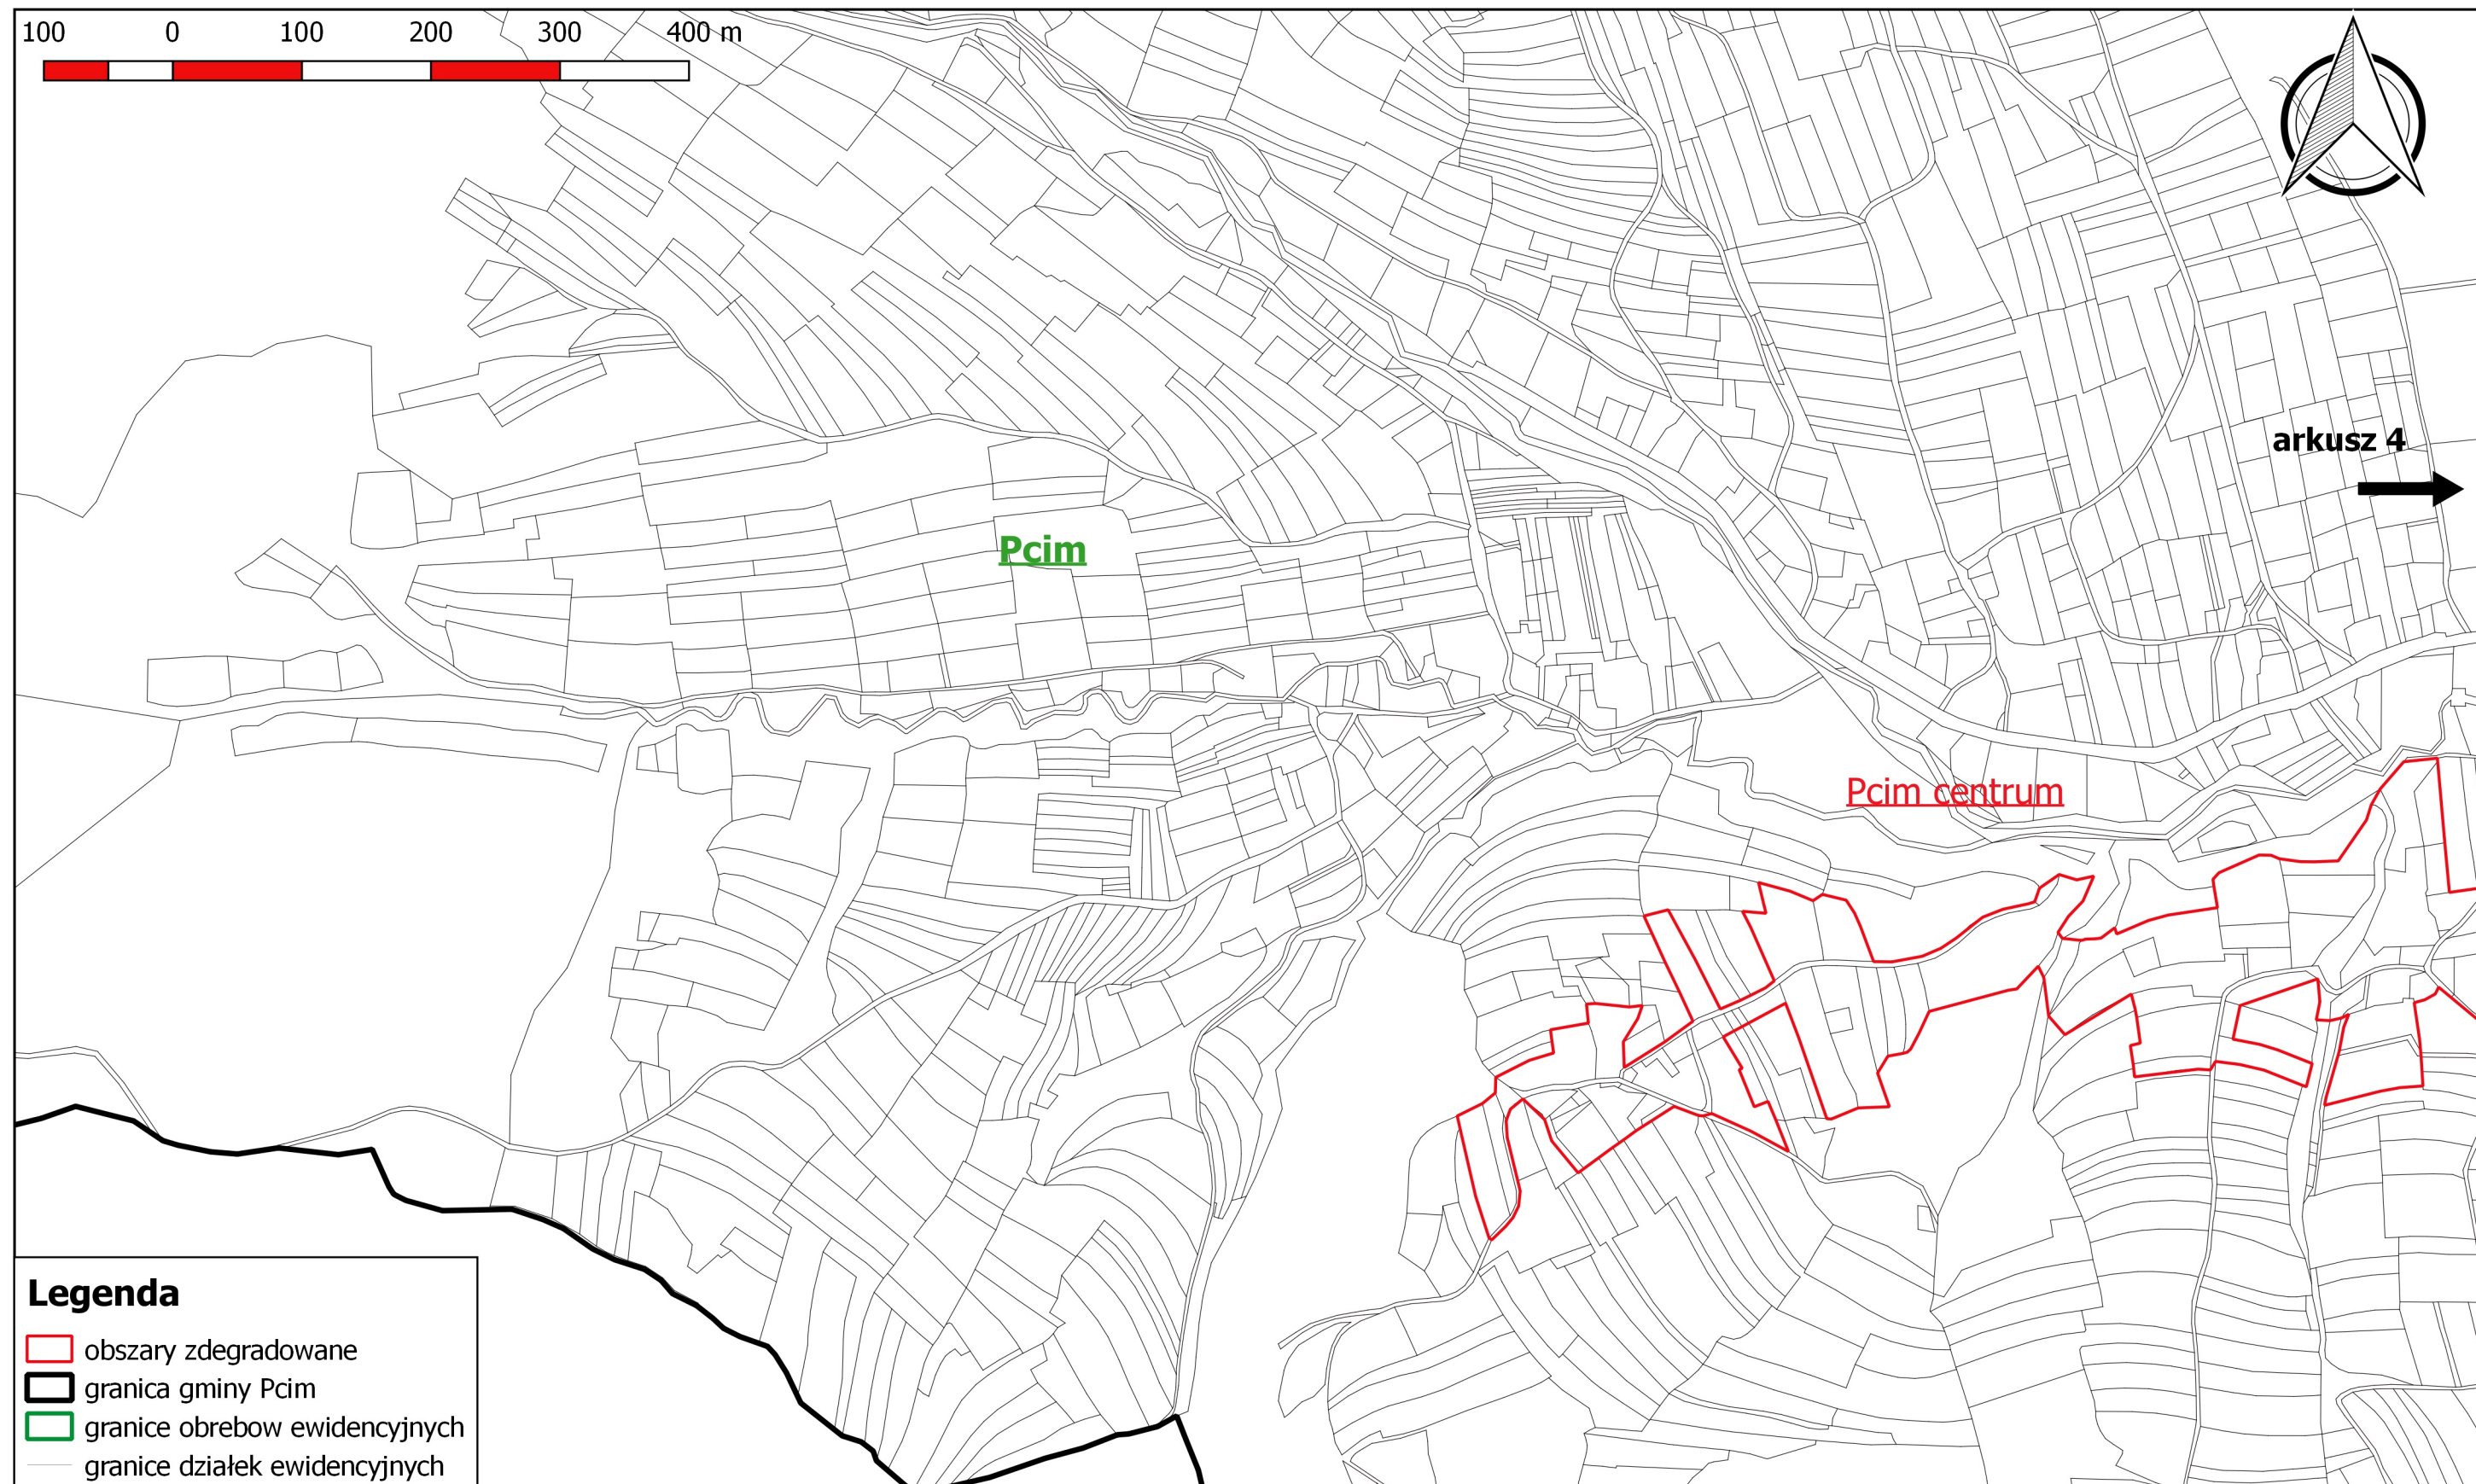 100 0 100 200 300 400 m
arkusz 4
Pcim
Pcim centrum
Legenda
obszary zdegradowane
granica gminy Pcim
granice obrebow ewidencyjnych
granice działek ewidencyjnych